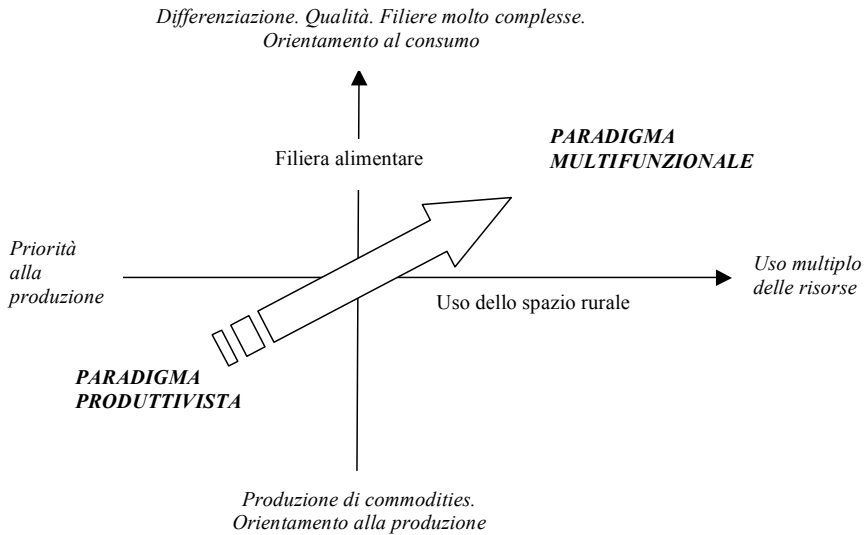 Differenziazione. Qualità. Filiere molto complesse.
Orientamento al consumo
PARADIGMA
MULTIFUNZIONALE
Filiera alimentare
Priorità
alla
produzione
Uso multiplo
delle risorse
Uso dello spazio rurale
PARADIGMA
PRODUTTIVISTA
Produzione di commodities.
Orientamento alla produzione